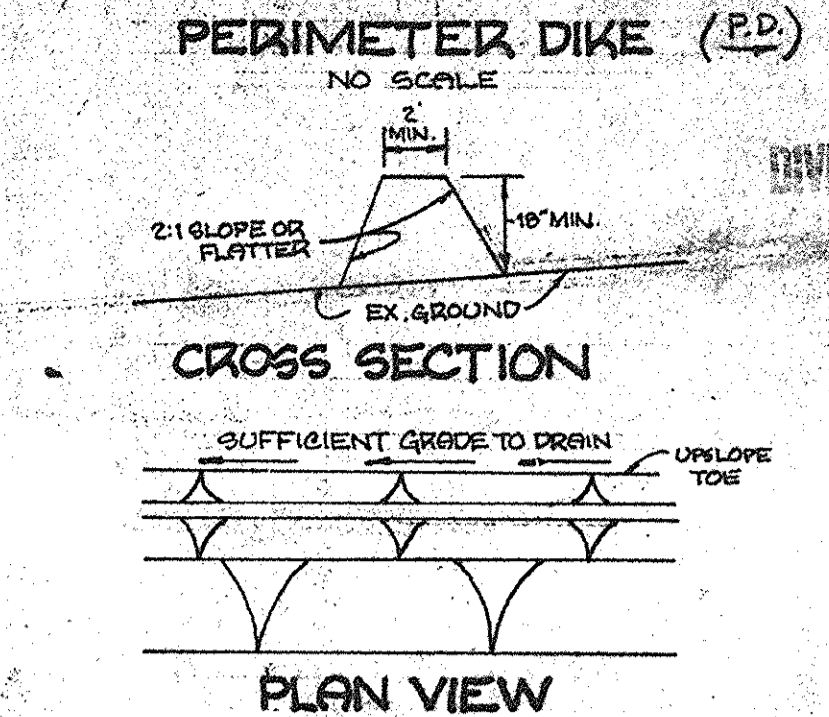 PERIMETER DIKE (P.D.)
NO SCALE
2'
MIN.
2:1 SLOPE OR
FLATTER
18" MIN.
EX. GROUND
CROSS SECTION
SUFFICIENT GRADE TO DRAIN
UPSLOPE
TOE
PLAN VIEW